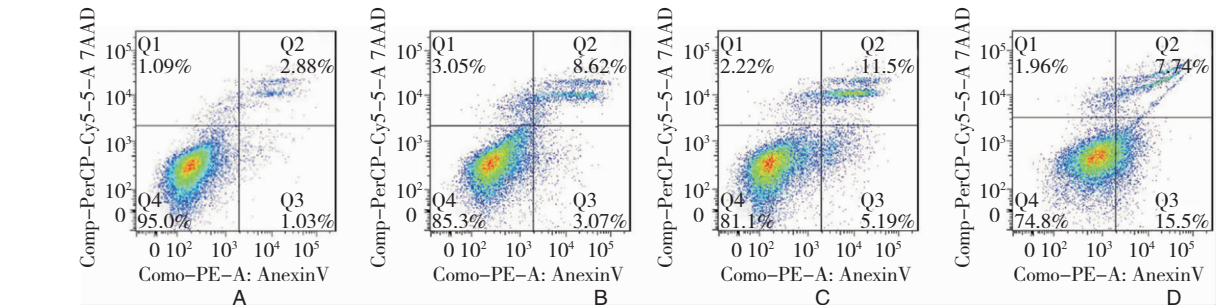 Comp-PerCP-Cy5-5-A 7AAD
10⁵
10⁴
10³
10²
0
Q1
1.09%
Q2
2.88%
Q4
95.0%
Q3
1.03%
0 10² 10³ 10⁴ 10⁵
Como-PE-A: AnexinV
A
Comp-PerCP-Cy5-5-A 7AAD
10⁵
10⁴
10³
10²
0
Q1
3.05%
Q2
8.62%
Q4
85.3%
Q3
3.07%
0 10² 10³ 10⁴ 10⁵
Como-PE-A: AnexinV
B
Comp-PerCP-Cy5-5-A 7AAD
10⁵
10⁴
10³
10²
0
Q1
2.22%
Q2
11.5%
Q4
81.1%
Q3
5.19%
0 10² 10³ 10⁴ 10⁵
Como-PE-A: AnexinV
C
Comp-PerCP-Cy5-5-A 7AAD
10⁵
10⁴
10³
10²
0
Q1
1.96%
Q2
7.74%
Q4
74.8%
Q3
15.5%
0 10² 10³ 10⁴ 10⁵
Como-PE-A: AnexinV
D